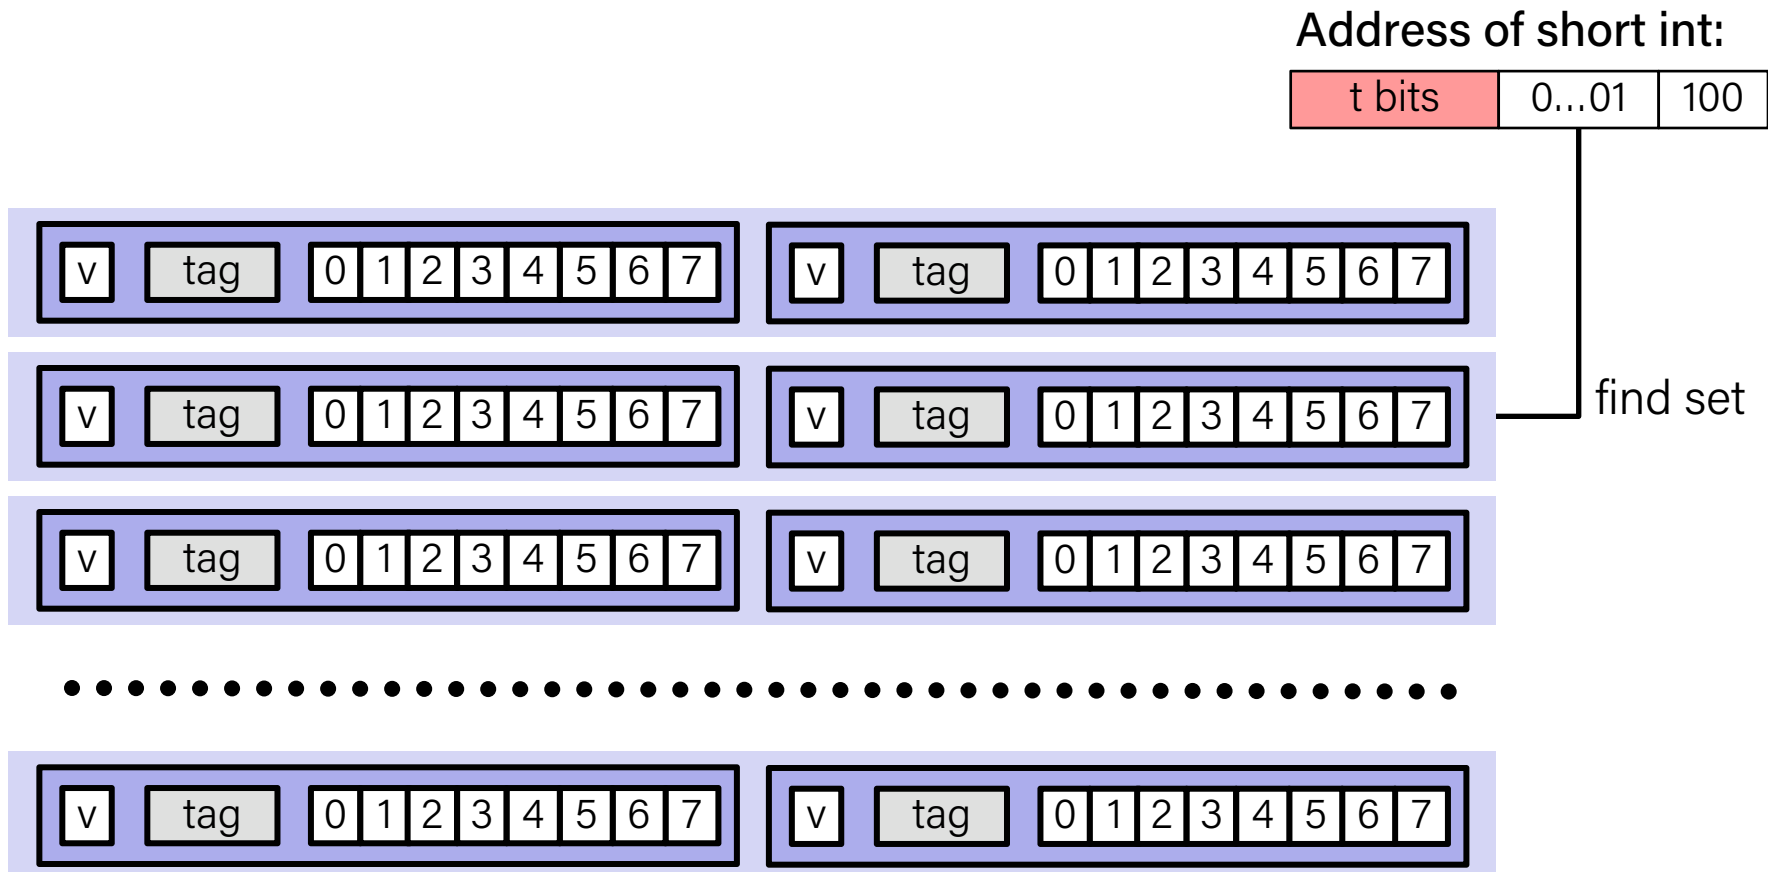 Address of short int:
t bits 0...01 100
v tag 0 1 2 3 4 5 6 7 v tag 0 1 2 3 4 5 6 7
v tag 0 1 2 3 4 5 6 7 v tag 0 1 2 3 4 5 6 7 find set
v tag 0 1 2 3 4 5 6 7 v tag 0 1 2 3 4 5 6 7
v tag 0 1 2 3 4 5 6 7 v tag 0 1 2 3 4 5 6 7